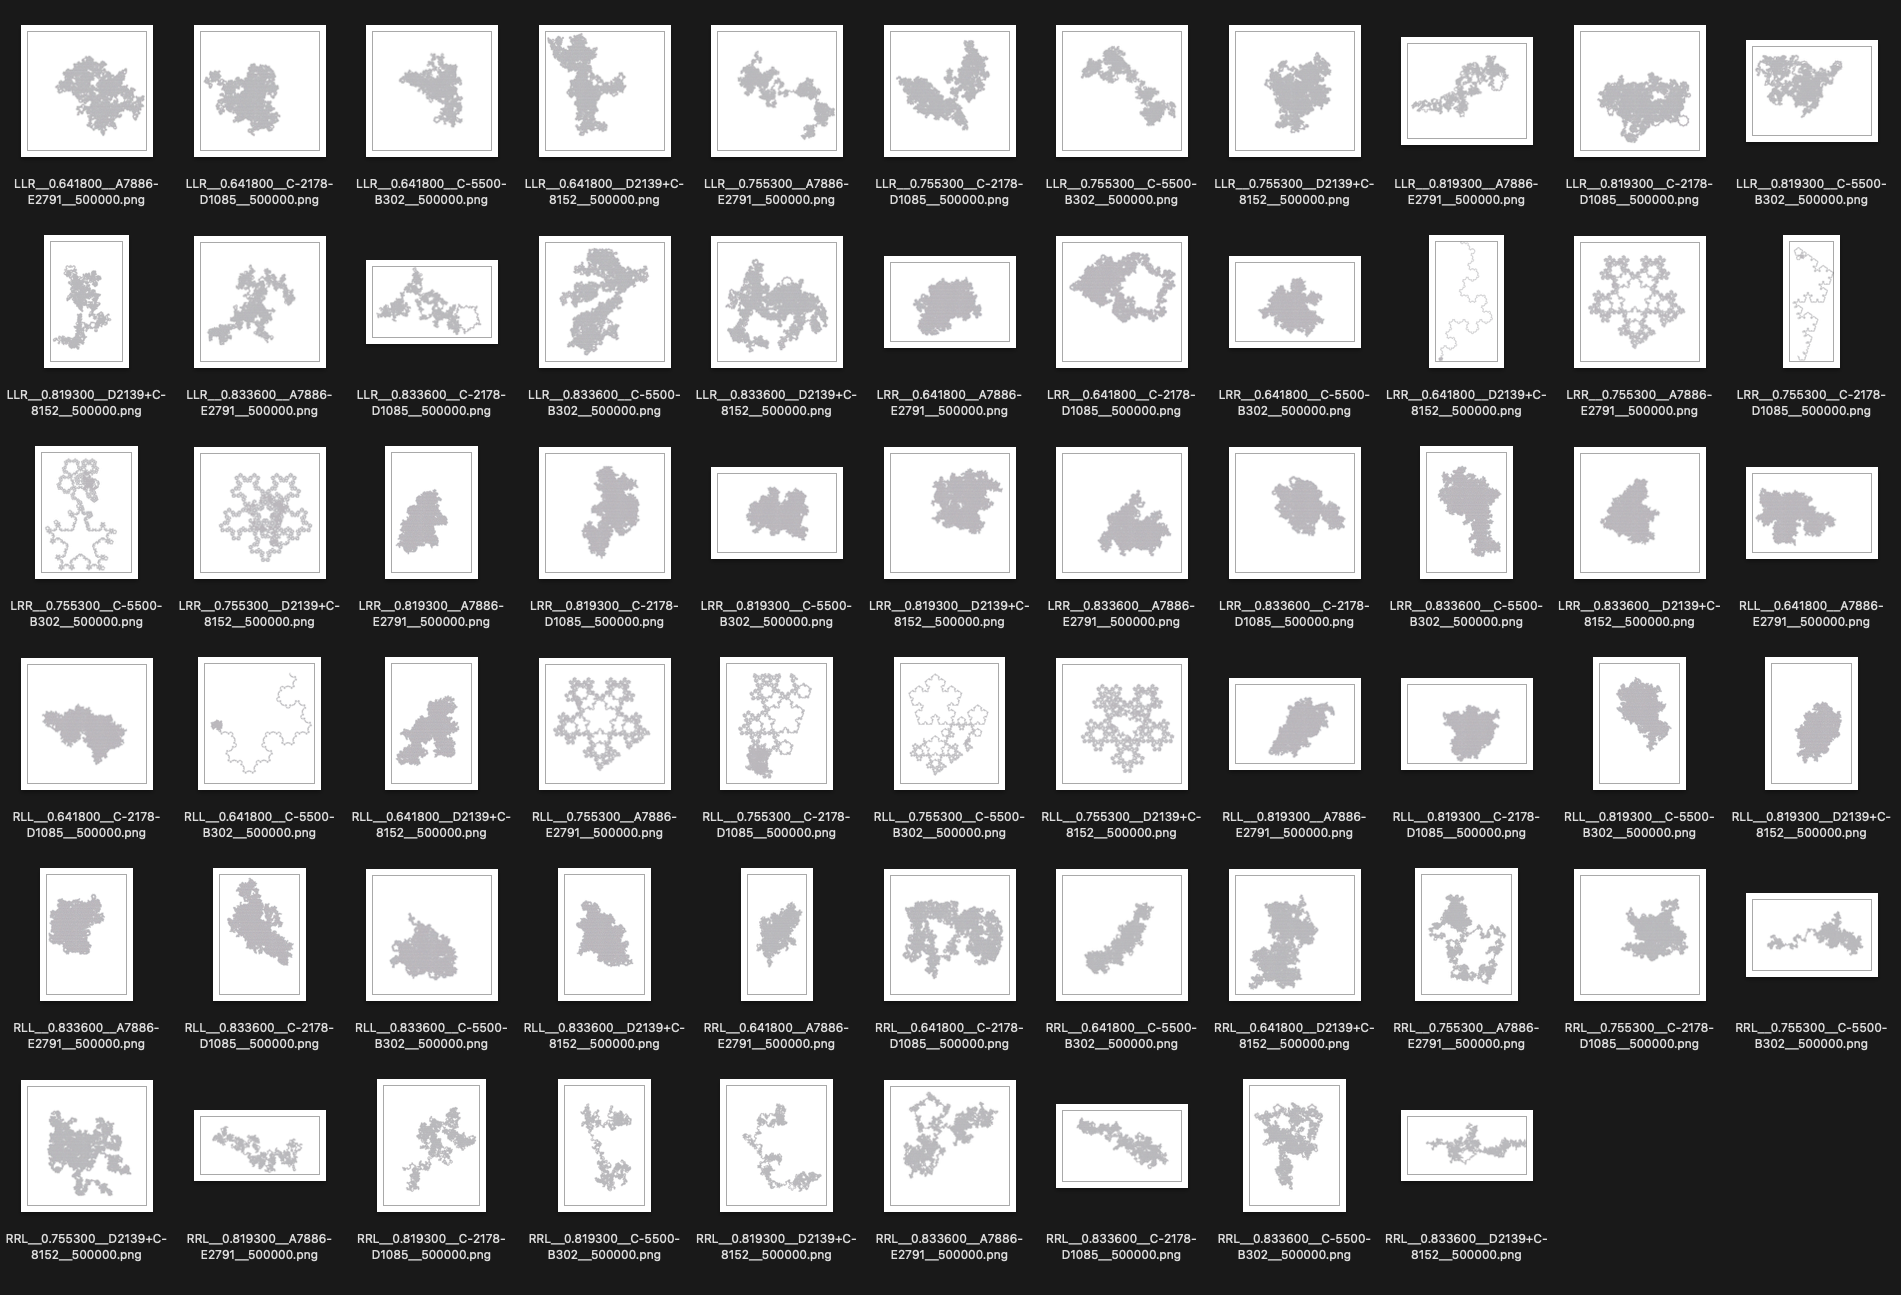 LLR__0.641800__A7886-
E2791__500000.png
LLR__0.641800__C-2178-
D1085__500000.png
LLR__0.641800__C-5500-
B302__500000.png
LLR__0.641800__D2139+C-
8152__500000.png
LLR__0.755300__A7886-
E2791__500000.png
LLR__0.755300__C-2178-
D1085__500000.png
LLR__0.755300__C-5500-
B302__500000.png
LLR__0.755300__D2139+C-
8152__500000.png
LLR__0.819300__A7886-
E2791__500000.png
LLR__0.819300__C-2178-
D1085__500000.png
LLR__0.819300__C-5500-
B302__500000.png
LLR__0.819300__D2139+C-
8152__500000.png
LLR__0.833600__A7886-
E2791__500000.png
LLR__0.833600__C-2178-
D1085__500000.png
LLR__0.833600__C-5500-
B302__500000.png
LLR__0.833600__D2139+C-
8152__500000.png
LRR__0.641800__A7886-
E2791__500000.png
LRR__0.641800__C-2178-
D1085__500000.png
LRR__0.641800__C-5500-
B302__500000.png
LRR__0.641800__D2139+C-
8152__500000.png
LRR__0.755300__A7886-
E2791__500000.png
LRR__0.755300__C-2178-
D1085__500000.png
LRR__0.755300__C-5500-
B302__500000.png
LRR__0.755300__D2139+C-
8152__500000.png
LRR__0.819300__A7886-
E2791__500000.png
LRR__0.819300__C-2178-
D1085__500000.png
LRR__0.819300__C-5500-
B302__500000.png
LRR__0.819300__D2139+C-
8152__500000.png
LRR__0.833600__A7886-
E2791__500000.png
LRR__0.833600__C-2178-
D1085__500000.png
LRR__0.833600__C-5500-
B302__500000.png
LRR__0.833600__D2139+C-
8152__500000.png
RLL__0.641800__A7886-
E2791__500000.png
RLL__0.641800__C-2178-
D1085__500000.png
RLL__0.641800__C-5500-
B302__500000.png
RLL__0.641800__D2139+C-
8152__500000.png
RLL__0.755300__A7886-
E2791__500000.png
RLL__0.755300__C-2178-
D1085__500000.png
RLL__0.755300__C-5500-
B302__500000.png
RLL__0.755300__D2139+C-
8152__500000.png
RLL__0.819300__A7886-
E2791__500000.png
RLL__0.819300__C-2178-
D1085__500000.png
RLL__0.819300__C-5500-
B302__500000.png
RLL__0.819300__D2139+C-
8152__500000.png
RLL__0.833600__A7886-
E2791__500000.png
RLL__0.833600__C-2178-
D1085__500000.png
RLL__0.833600__C-5500-
B302__500000.png
RLL__0.833600__D2139+C-
8152__500000.png
RRL__0.641800__A7886-
E2791__500000.png
RRL__0.641800__C-2178-
D1085__500000.png
RRL__0.641800__C-5500-
B302__500000.png
RRL__0.641800__D2139+C-
8152__500000.png
RRL__0.755300__A7886-
E2791__500000.png
RRL__0.755300__C-2178-
D1085__500000.png
RRL__0.755300__C-5500-
B302__500000.png
RRL__0.755300__D2139+C-
8152__500000.png
RRL__0.819300__A7886-
E2791__500000.png
RRL__0.819300__C-2178-
D1085__500000.png
RRL__0.819300__C-5500-
B302__500000.png
RRL__0.819300__D2139+C-
8152__500000.png
RRL__0.833600__A7886-
E2791__500000.png
RRL__0.833600__C-2178-
D1085__500000.png
RRL__0.833600__C-5500-
B302__500000.png
RRL__0.833600__D2139+C-
8152__500000.png